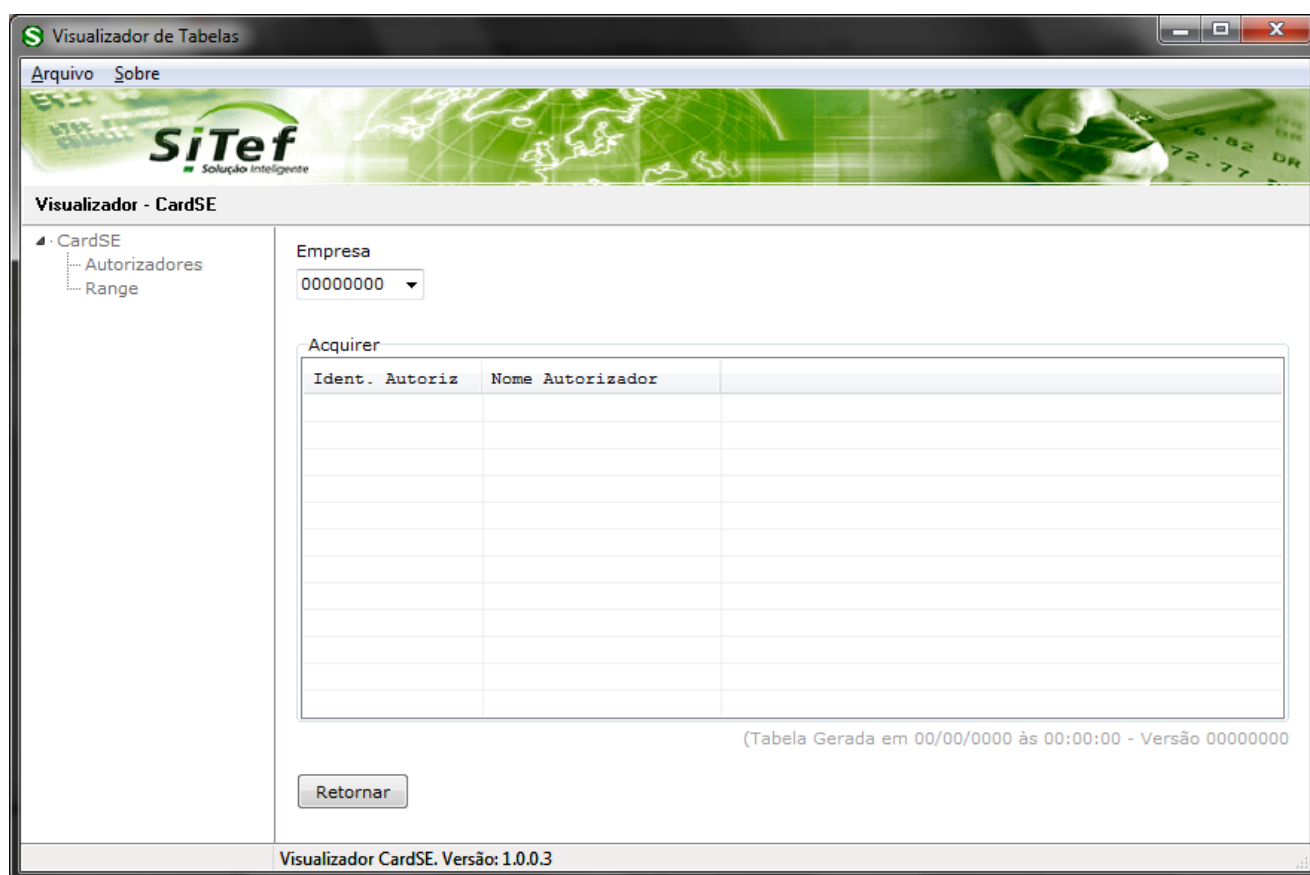 Visualizador de Tabelas
Arquivo Sobre
SiTef
Solução Inteligente
Visualizador - CardSE
CardSE
Autorizadores
Range
Empresa
00000000
Acquirer
Ident. Autoriz Nome Autorizador
(Tabela Gerada em 00/00/0000 às 00:00:00 - Versão 00000000
Retornar
Visualizador CardSE. Versão: 1.0.0.3